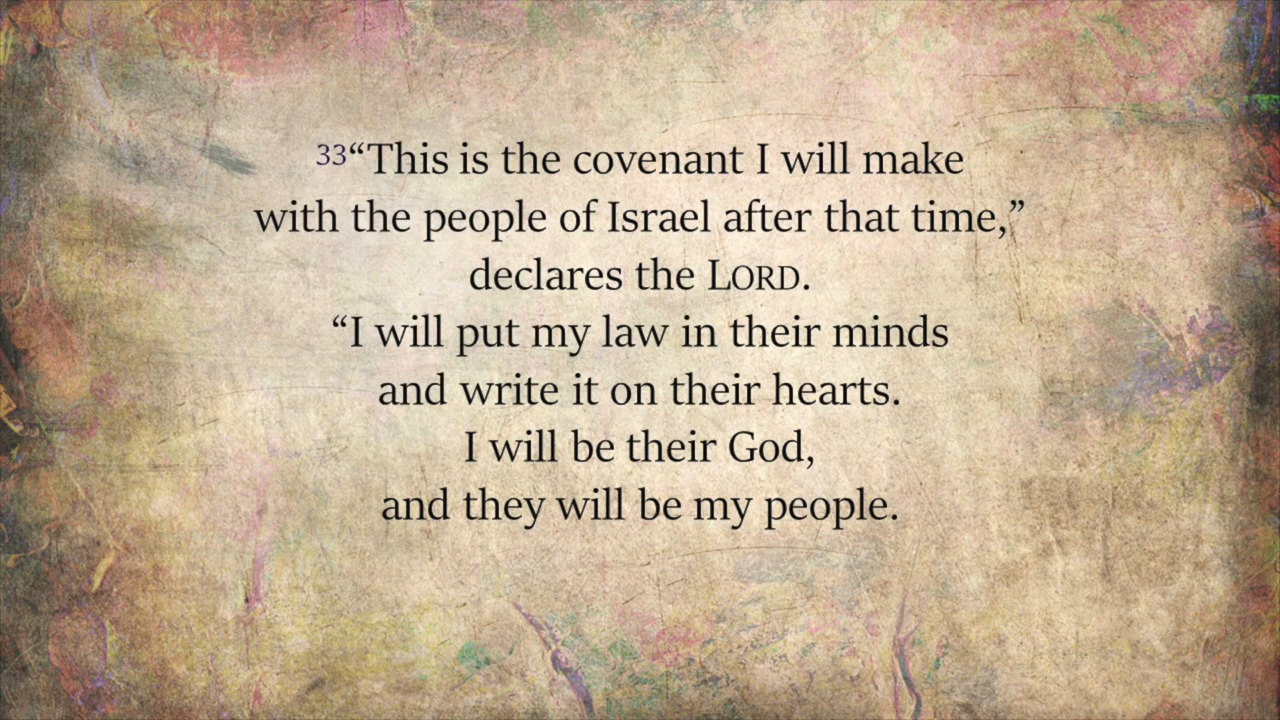 33“This is the covenant I will make
with the people of Israel after that time,”
declares the LORD.
“I will put my law in their minds
and write it on their hearts.
I will be their God,
and they will be my people.